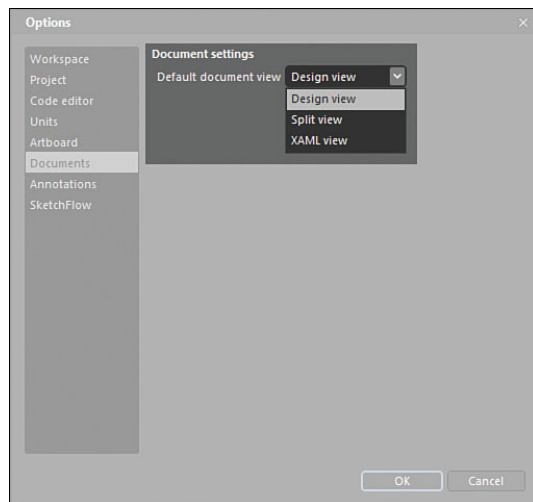 Options
Workspace
Project
Code editor
Units
Artboard
Documents
Annotations
SketchFlow
Document settings
Default document view Design view
Design view
Split view
XAML view
OK Cancel